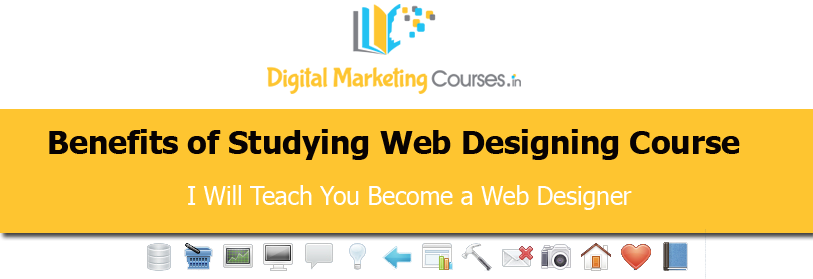 Digital Marketing Courses.in
Benefits of Studying Web Designing Course
I Will Teach You Become a Web Designer